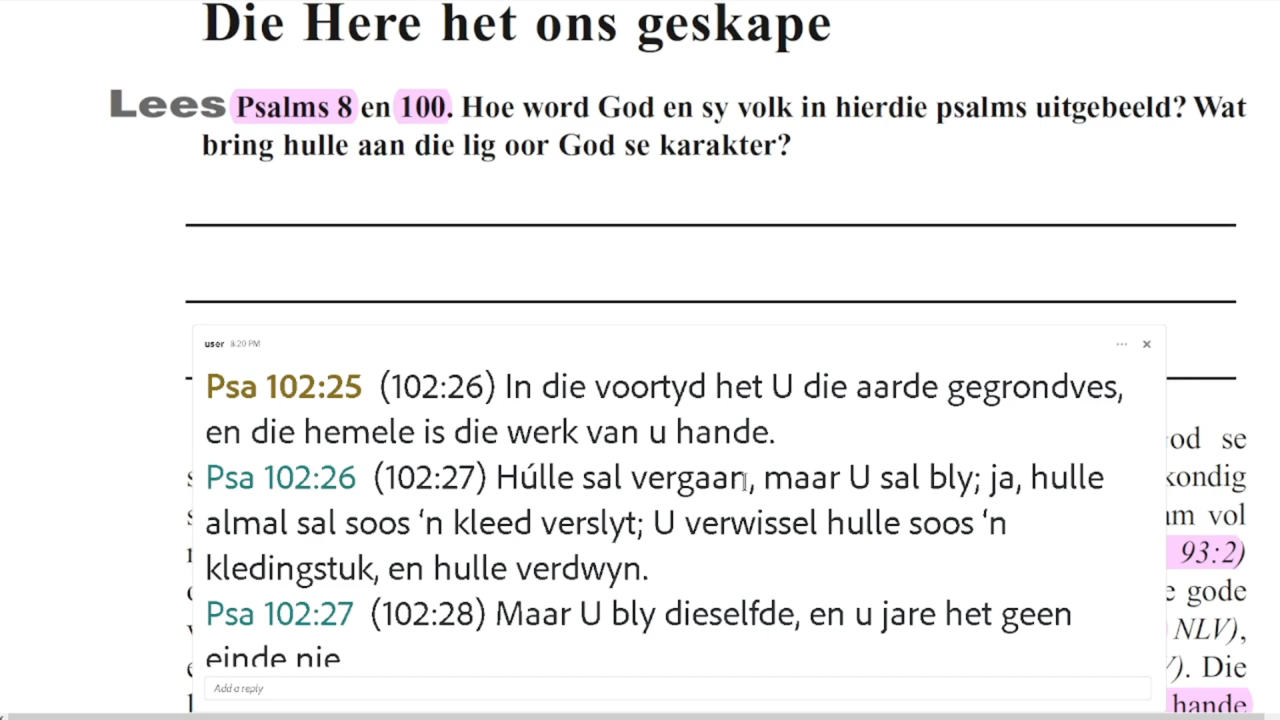 Die Here het ons geskape
Lees Psalms 8 en 100. Hoe word God en sy volk in hierdie psalms uitgebeeld? Wat
bring hulle aan die lig oor God se karakter?
user 8:20 PM
Psa 102:25 (102:26) In die voortyd het U die aarde gegrondves,
en die hemele is die werk van u hande.
Psa 102:26 (102:27) Húlle sal vergaan, maar U sal bly; ja, hulle
almal sal soos ‘n kleed verslyt; U verwissel hulle soos ‘n
kledingstuk, en hulle verdwyn.
Psa 102:27 (102:28) Maar U bly dieselfde, en u jare het geen
einde nie
Add a reply
se
vol
93:2)
gode
NLV),
Die
hande